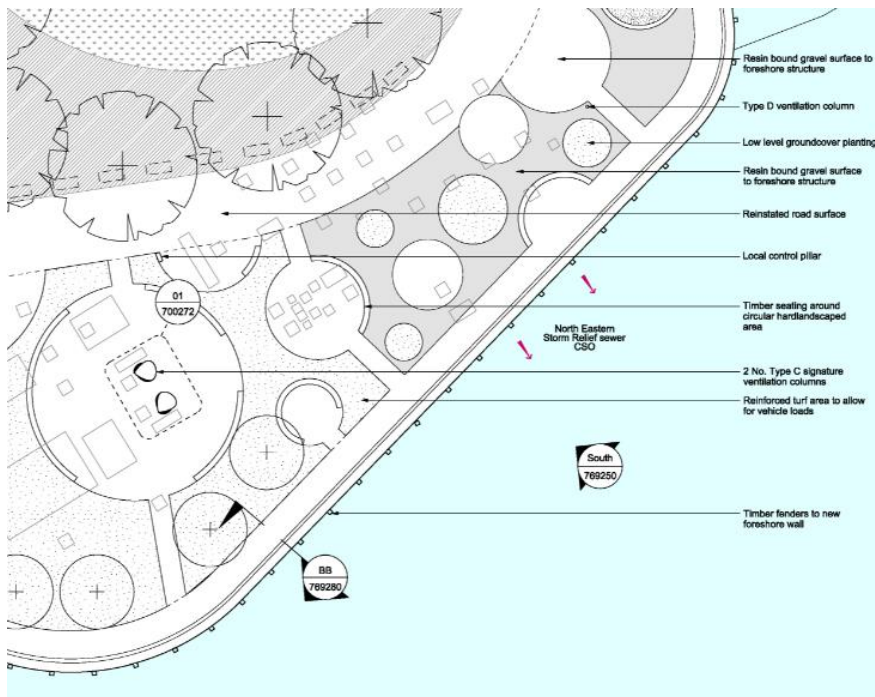 Resin bound gravel surface to
foreshore structure
Type D ventilation column
Low level groundcover planting
Resin bound gravel surface
to foreshore structure
Reinstated road surface
Local control pillar
01
700272
Timber seating around
circular hardlandscaped
area
North Eastern
Storm Relief sewer
CSO
2 No. Type C signature
ventilation columns
Reinforced turf area to allow
for vehicle loads
South
769250
Timber fenders to new
foreshore wall
BB
769280